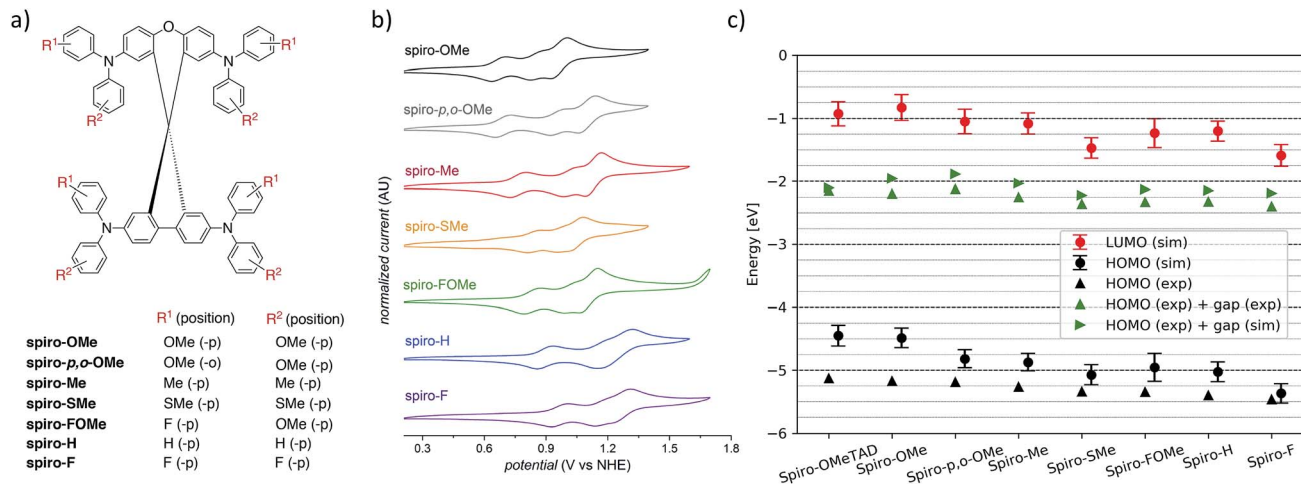 a)
O
R¹
R¹
N
N
R²
R²
R¹
R¹
N
N
R²
R²
R¹ (position) R² (position)
spiro-OMe OMe (-p) OMe (-p)
spiro-p,o-OMe OMe (-o) OMe (-p)
spiro-Me Me (-p) Me (-p)
spiro-SMe SMe (-p) SMe (-p)
spiro-FOMe F (-p) OMe (-p)
spiro-H H (-p) H (-p)
spiro-F F (-p) F (-p)
b)
normalized current (AU)
spiro-OMe
spiro-p,o-OMe
spiro-Me
spiro-SMe
spiro-FOMe
spiro-H
spiro-F
0.3 0.6 0.9 1.2 1.5 1.8
potential (V vs NHE)
c)
Energy [eV]
0
−1
−2
−3
−4
−5
−6
LUMO (sim)
HOMO (sim)
HOMO (exp)
HOMO (exp) + gap (exp)
HOMO (exp) + gap (sim)
Spiro-OMeTAD
Spiro-OMe
Spiro-p,o-OMe
Spiro-Me
Spiro-SMe
Spiro-FOMe
Spiro-H
Spiro-F